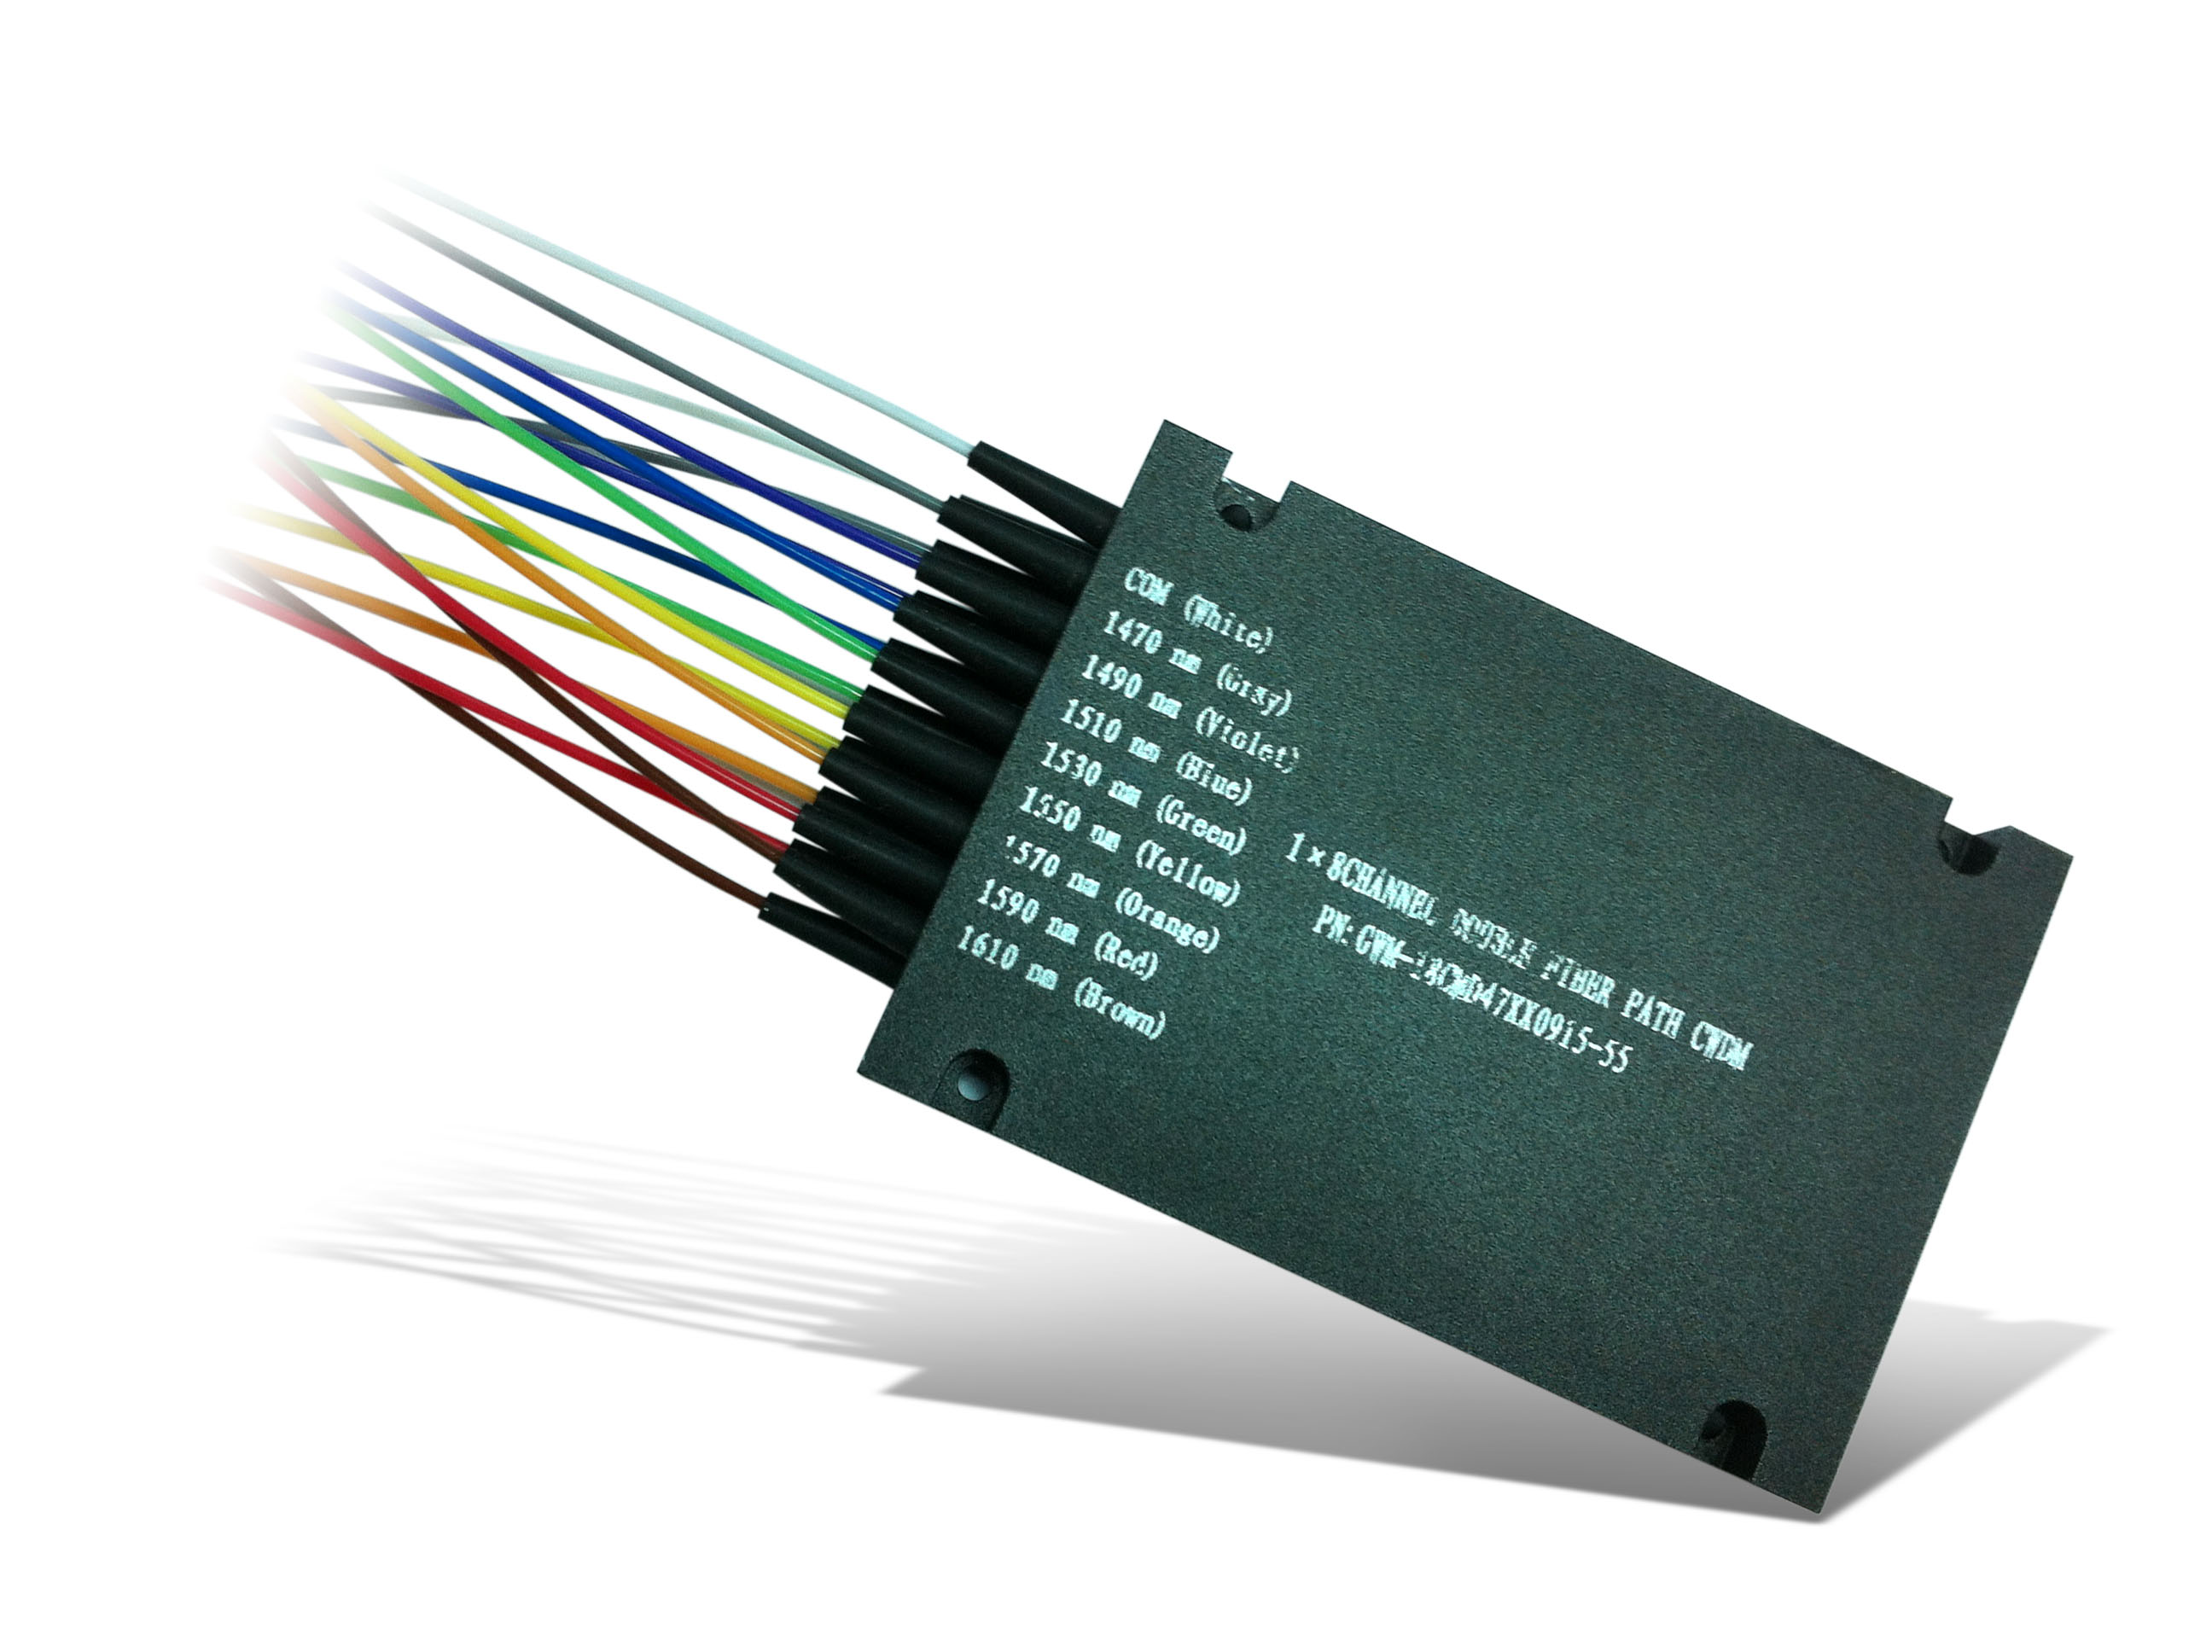 COM (White)
1470 nm (Gray)
1490 nm (Violet)
1510 nm (Blue)
1530 nm (Green)
1550 nm (Yellow)
1570 nm (Orange)
1590 nm (Red)
1610 nm (Brown)
1×8CHANNEL DOUBLE FIBER PATH CWDM